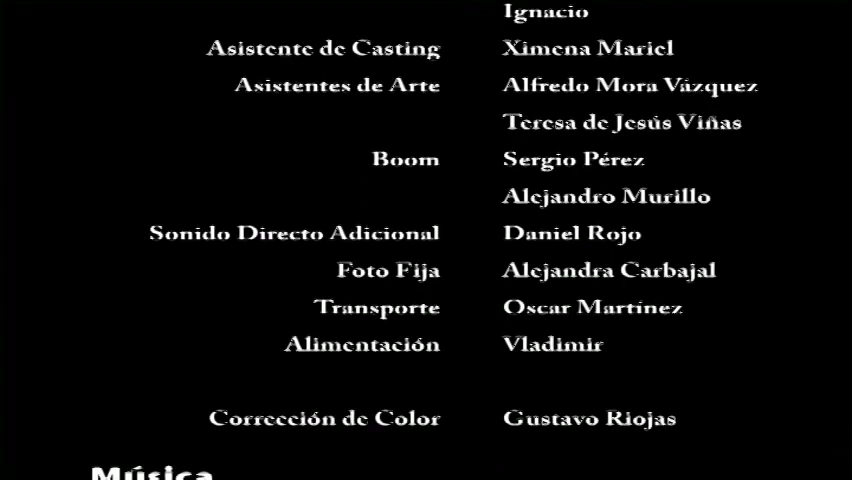 Ignacio
Asistente de Casting Ximena Mariel
Asistentes de Arte Alfredo Mora Vázquez
Teresa de Jesús Viñas
Boom Sergio Pérez
Alejandro Murillo
Sonido Directo Adicional Daniel Rojo
Foto Fija Alejandra Carbajal
Transporte Oscar Martínez
Alimentación Vladimir
Corrección de Color Gustavo Riojas
Música